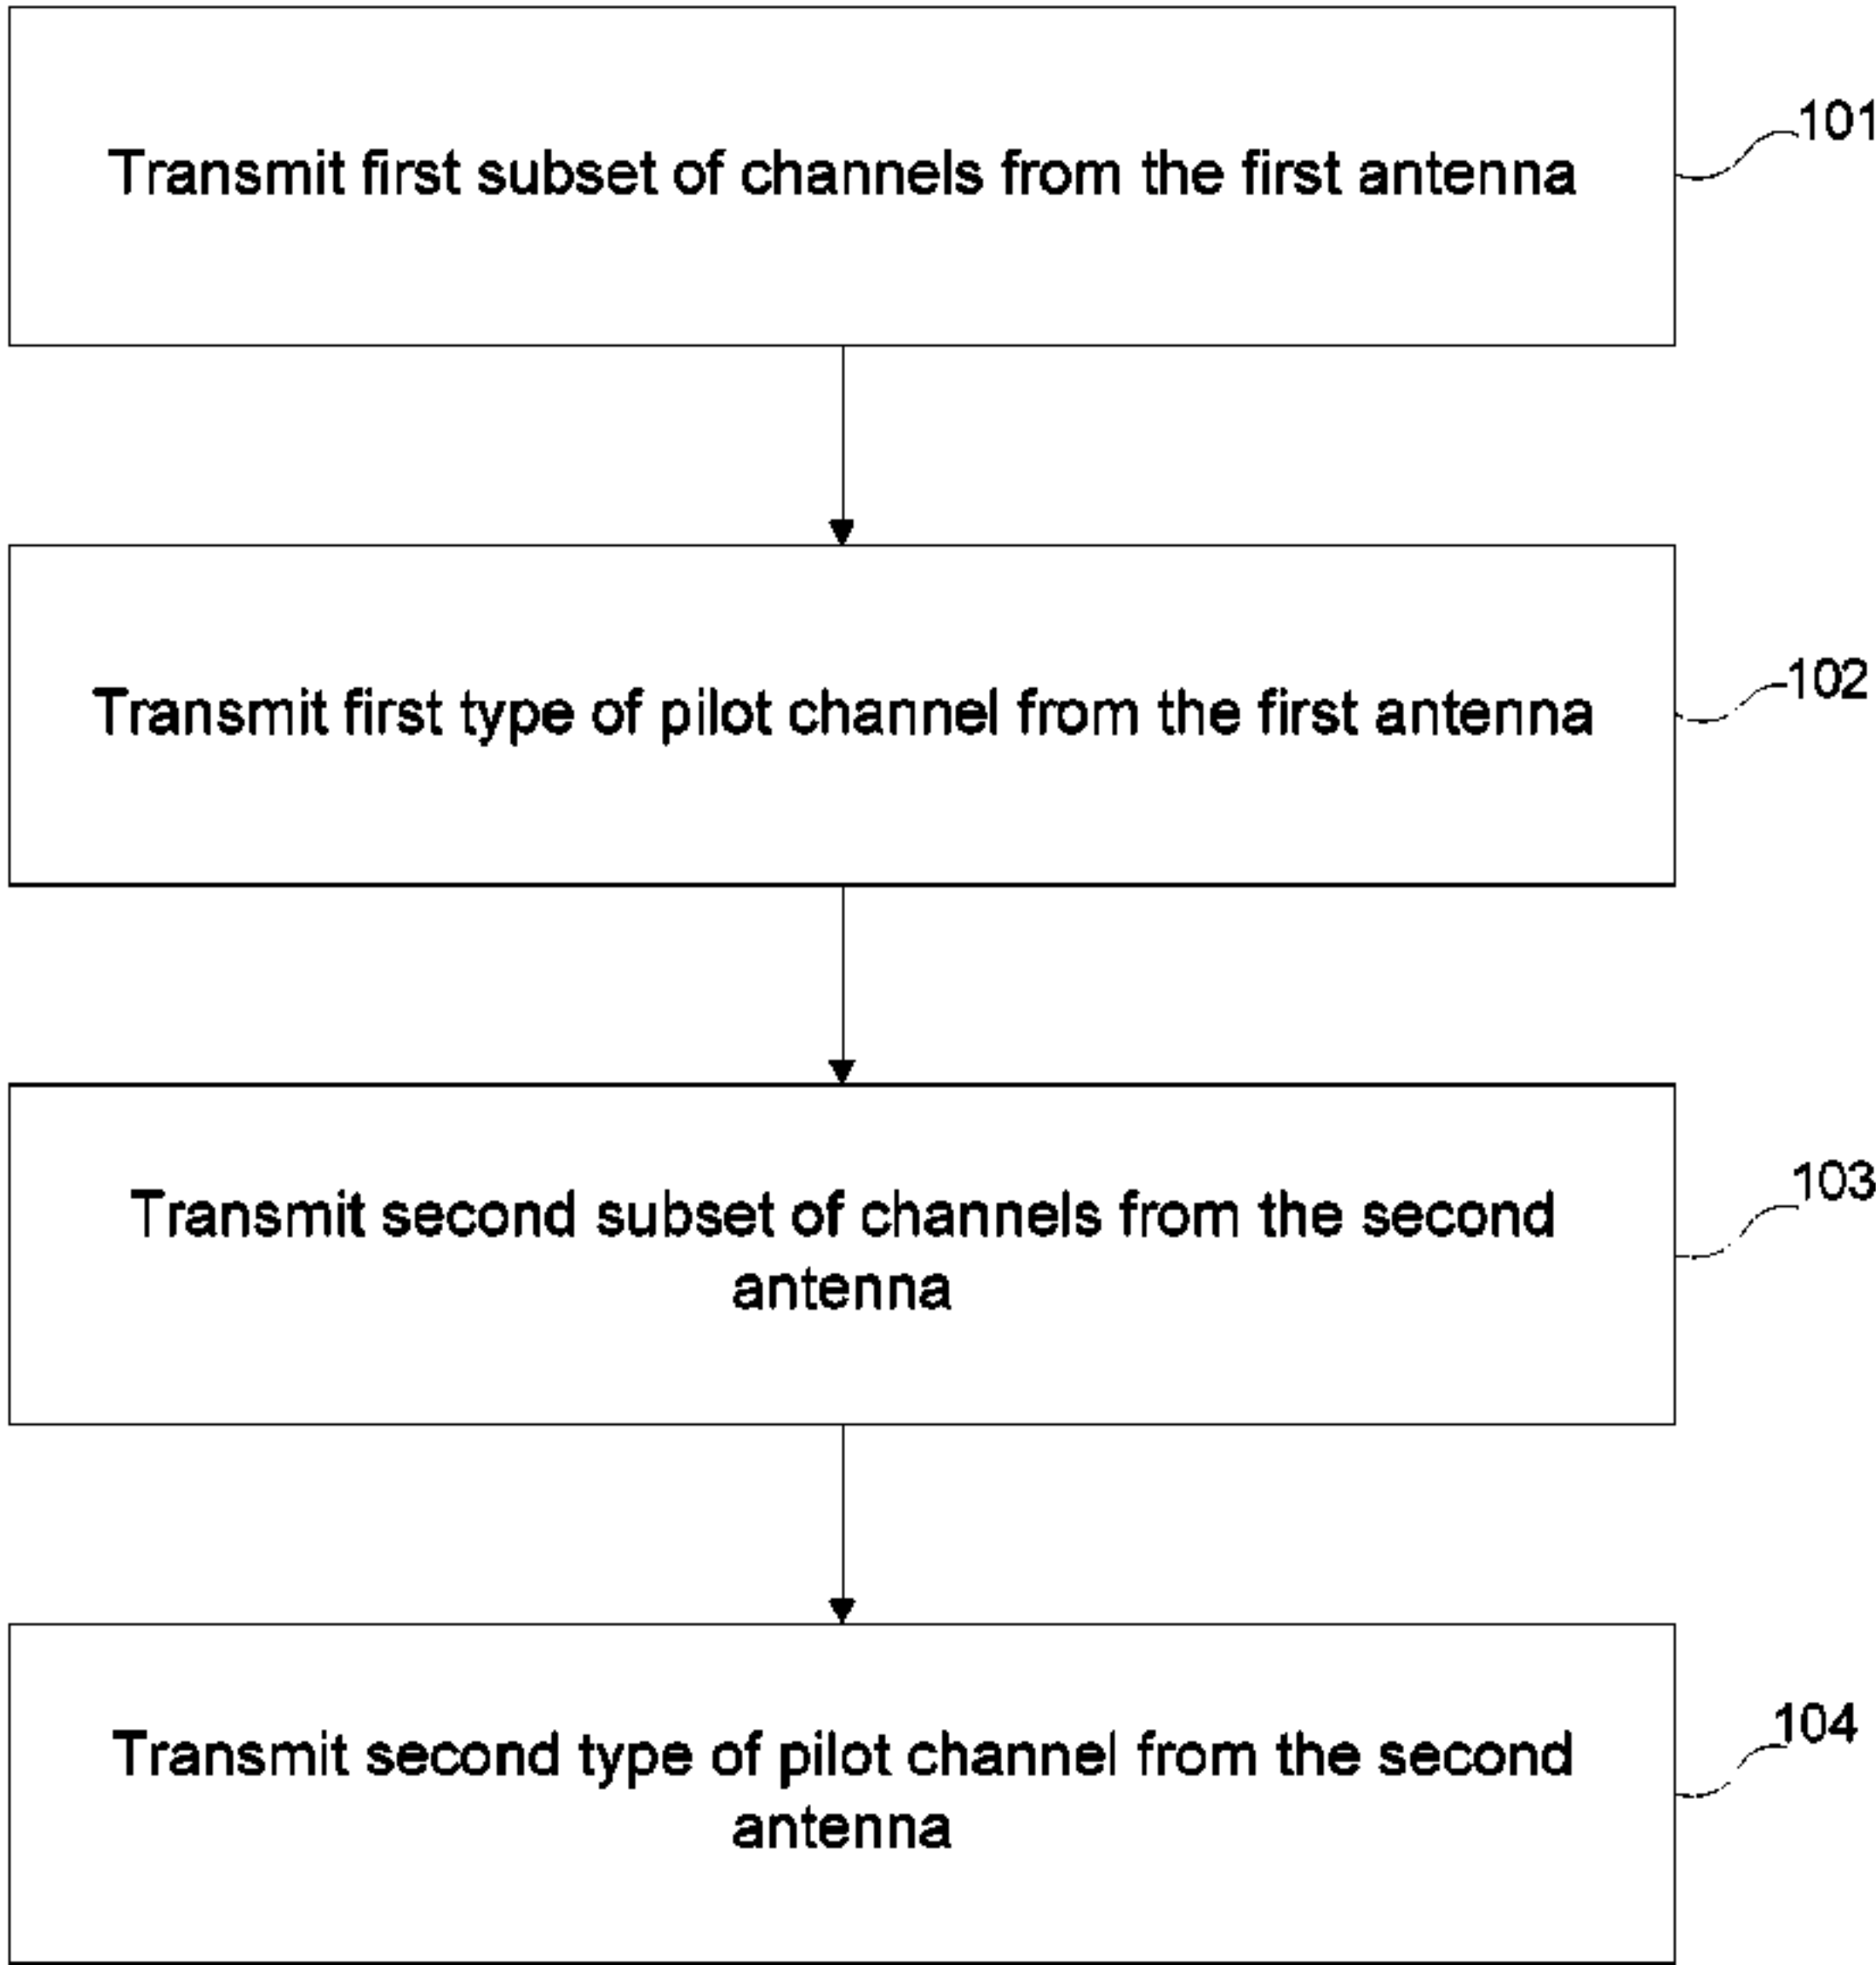 Transmit first subset of channels from the first antenna
101
Transmit first type of pilot channel from the first antenna
102
Transmit second subset of channels from the second
antenna
103
Transmit second type of pilot channel from the second
antenna
104